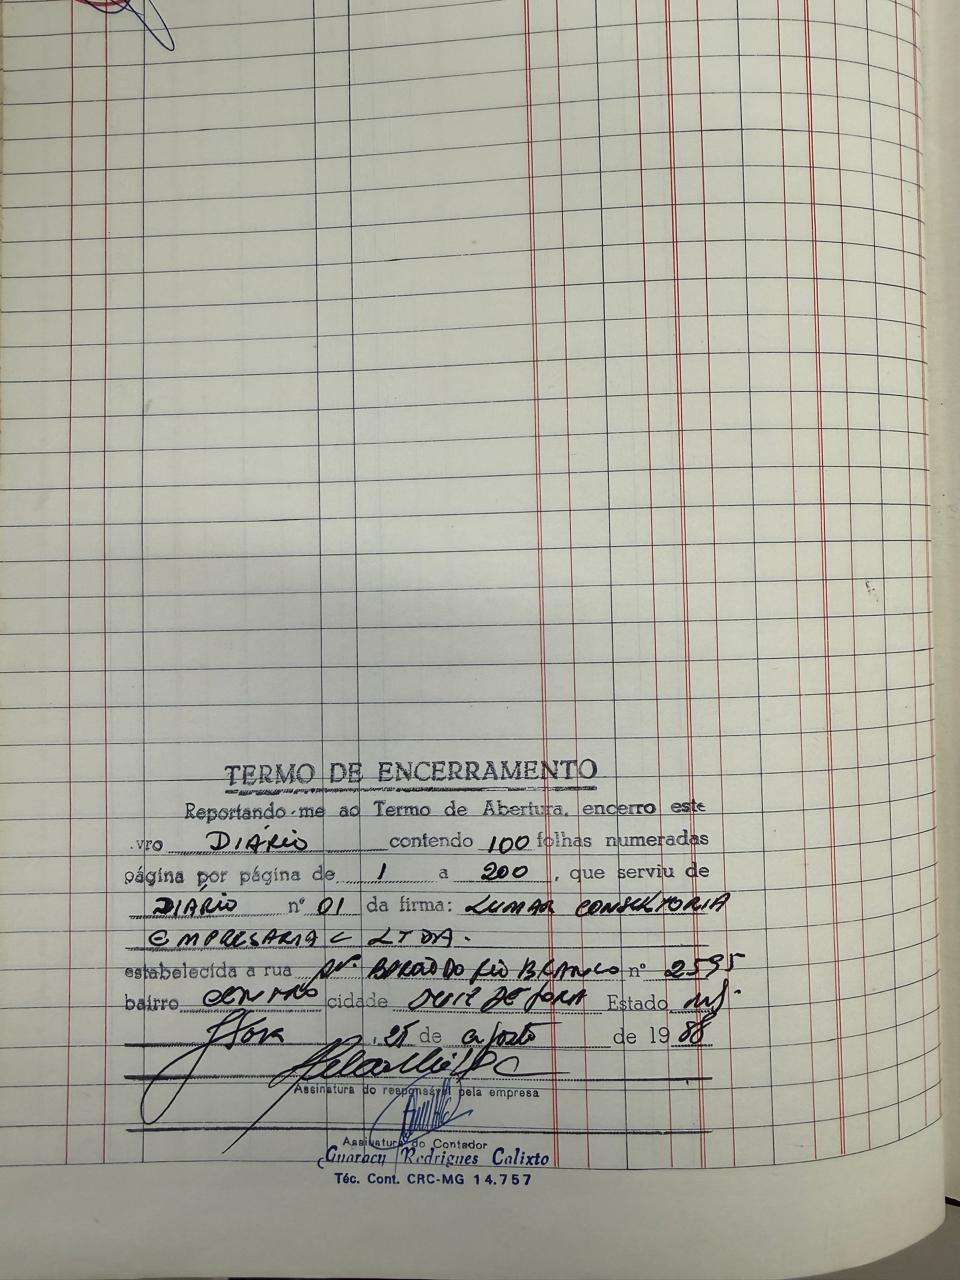 TERMO DE ENCERRAMENTO
Reportando-me ao Termo de Abertura, encerro este
vro DIÁRIO contendo 100 folhas numeradas
página por página de 1 a 200, que serviu de
DIÁRIO nº 01 da firma: LUMAR CONSULTORIA
EMPRESARIAL LTDA.
estabelecida a rua Av. BARÃO DO RIO BRANCO nº 2595
bairro CENTRO cidade JUIZ DE FORA Estado MG.
J. Fora, 25 de agosto de 1988
Assinatura do responsável pela empresa
Assinatura do Contador
Guaracy Rodrigues Calixto
Téc. Cont. CRC-MG 14.757